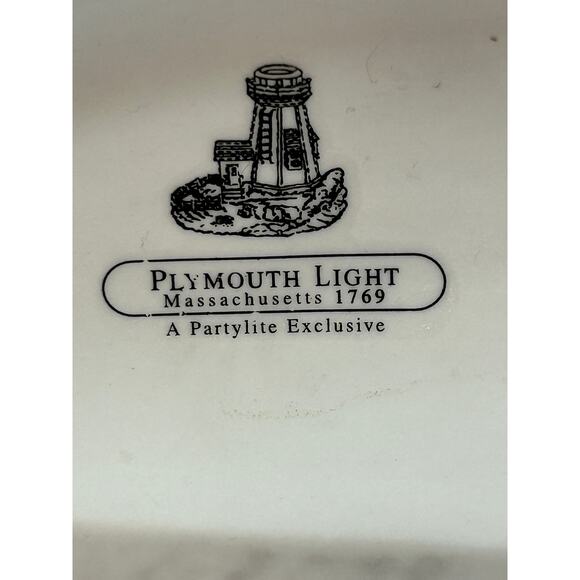 Plymouth Light
Massachusetts 1769
A Partylite Exclusive